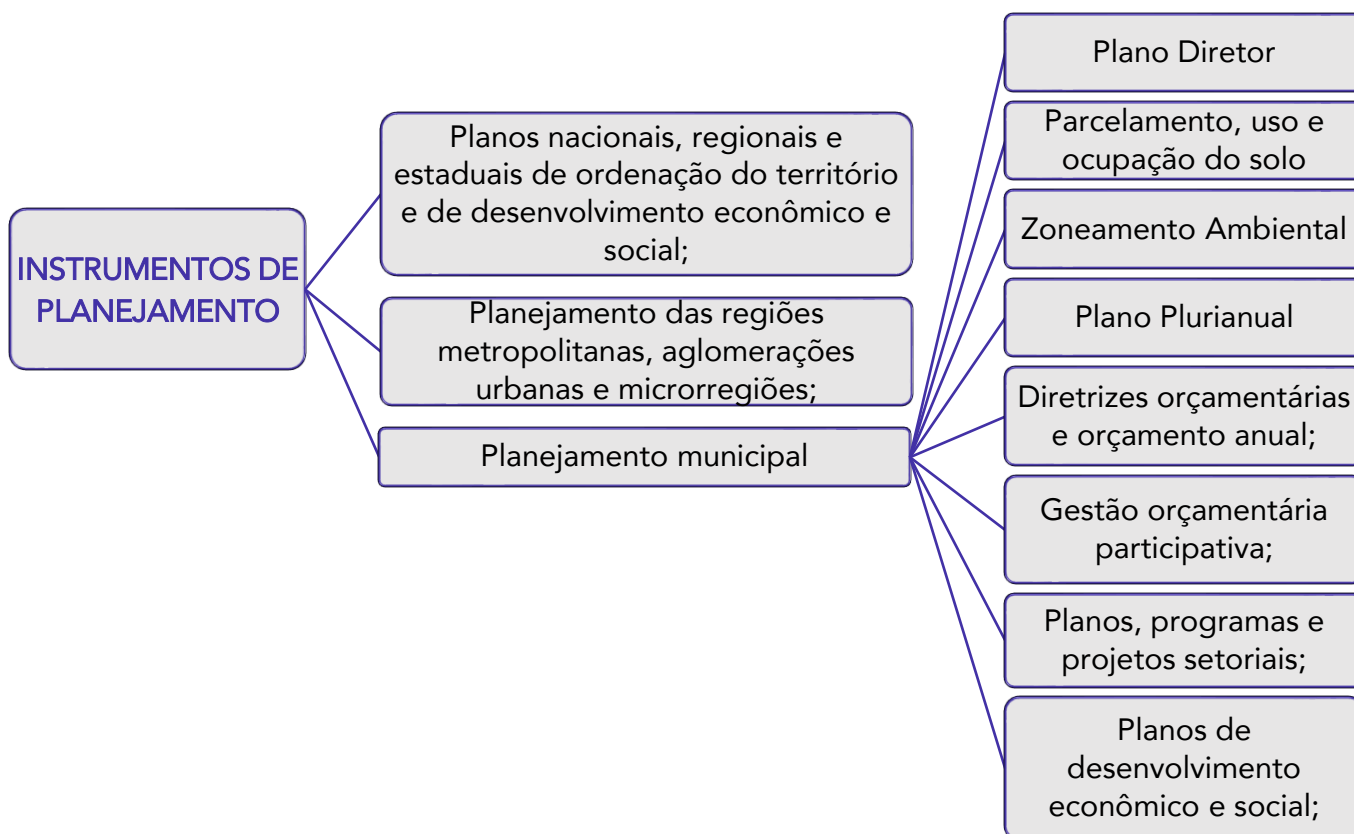 INSTRUMENTOS DE
PLANEJAMENTO
Planos nacionais, regionais e
estaduais de ordenação do território
e de desenvolvimento econômico e
social;
Planejamento das regiões
metropolitanas, aglomerações
urbanas e microrregiões;
Planejamento municipal
Plano Diretor
Parcelamento, uso e
ocupação do solo
Zoneamento Ambiental
Plano Plurianual
Diretrizes orçamentárias
e orçamento anual;
Gestão orçamentária
participativa;
Planos, programas e
projetos setoriais;
Planos de
desenvolvimento
econômico e social;